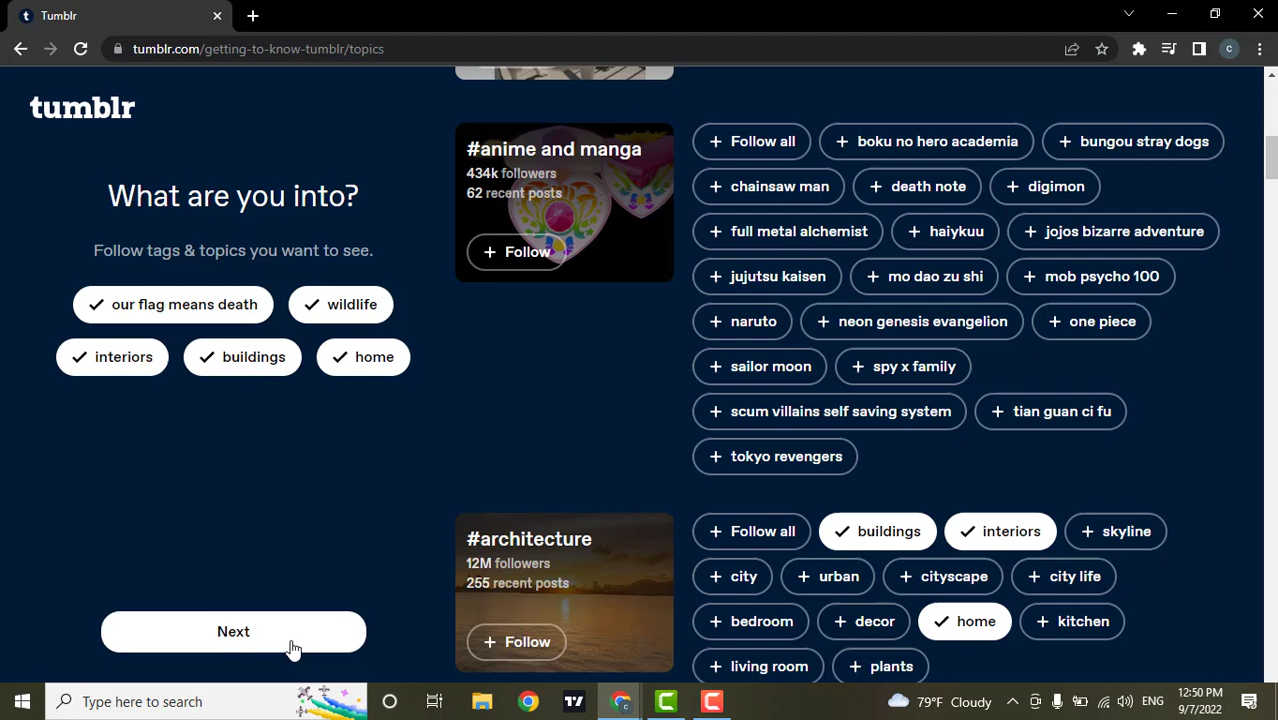 Tumblr
tumblr.com/getting-to-know-tumblr/topics
C
tumblr
What are you into?
Follow tags & topics you want to see.
our flag means death
wildlife
interiors
buildings
home
Next
#anime and manga
434k followers
62 recent posts
Follow
Follow all
boku no hero academia
bungou stray dogs
chainsaw man
death note
digimon
full metal alchemist
haiykuu
jojos bizarre adventure
jujutsu kaisen
mo dao zu shi
mob psycho 100
naruto
neon genesis evangelion
one piece
sailor moon
spy x family
scum villains self saving system
tian guan ci fu
tokyo revengers
#architecture
12M followers
255 recent posts
Follow
Follow all
buildings
interiors
skyline
city
urban
cityscape
city life
bedroom
decor
home
kitchen
living room
plants
Type here to search
79°F Cloudy
ENG
12:50 PM
9/7/2022